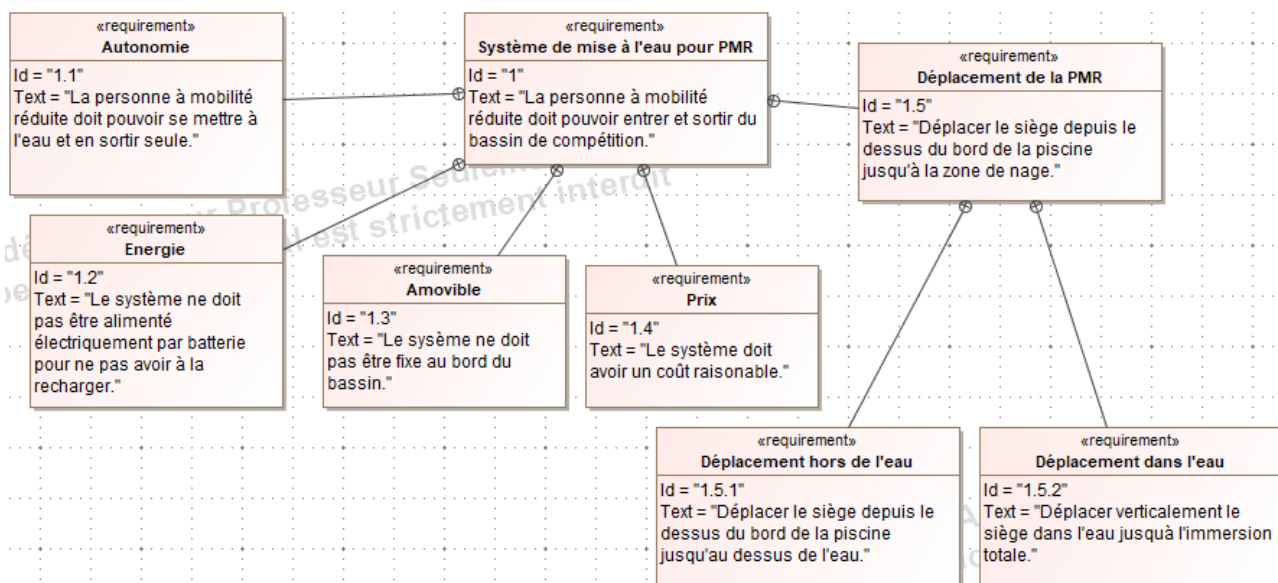 «requirement»
Autonomie
Id = "1.1"
Text = "La personne à mobilité
réduite doit pouvoir se mettre à
l'eau et en sortir seule."
«requirement»
Système de mise à l'eau pour PMR
Id = "1"
Text = "La personne à mobilité
réduite doit pouvoir entrer et sortir du
bassin de compétition."
«requirement»
Déplacement de la PMR
Id = "1.5"
Text = "Déplacer le siège depuis le
dessus du bord de la piscine
jusqu'à la zone de nage."
Professeur
il est strictement interdit
«requirement»
Energie
Id = "1.2"
Text = "Le système ne doit
pas être alimenté
électriquement par batterie
pour ne pas avoir à la
recharger."
«requirement»
Amovible
Id = "1.3"
Text = "Le sysème ne doit
pas être fixe au bord du
bassin."
«requirement»
Prix
Id = "1.4"
Text = "Le système doit
avoir un coût raisonable."
«requirement»
Déplacement hors de l'eau
Id = "1.5.1"
Text = "Déplacer le siège depuis le
dessus du bord de la piscine
jusqu'au dessus de l'eau."
«requirement»
Déplacement dans l'eau
Id = "1.5.2"
Text = "Déplacer verticalement le
siège dans l'eau jusquà l'immersion
totale."